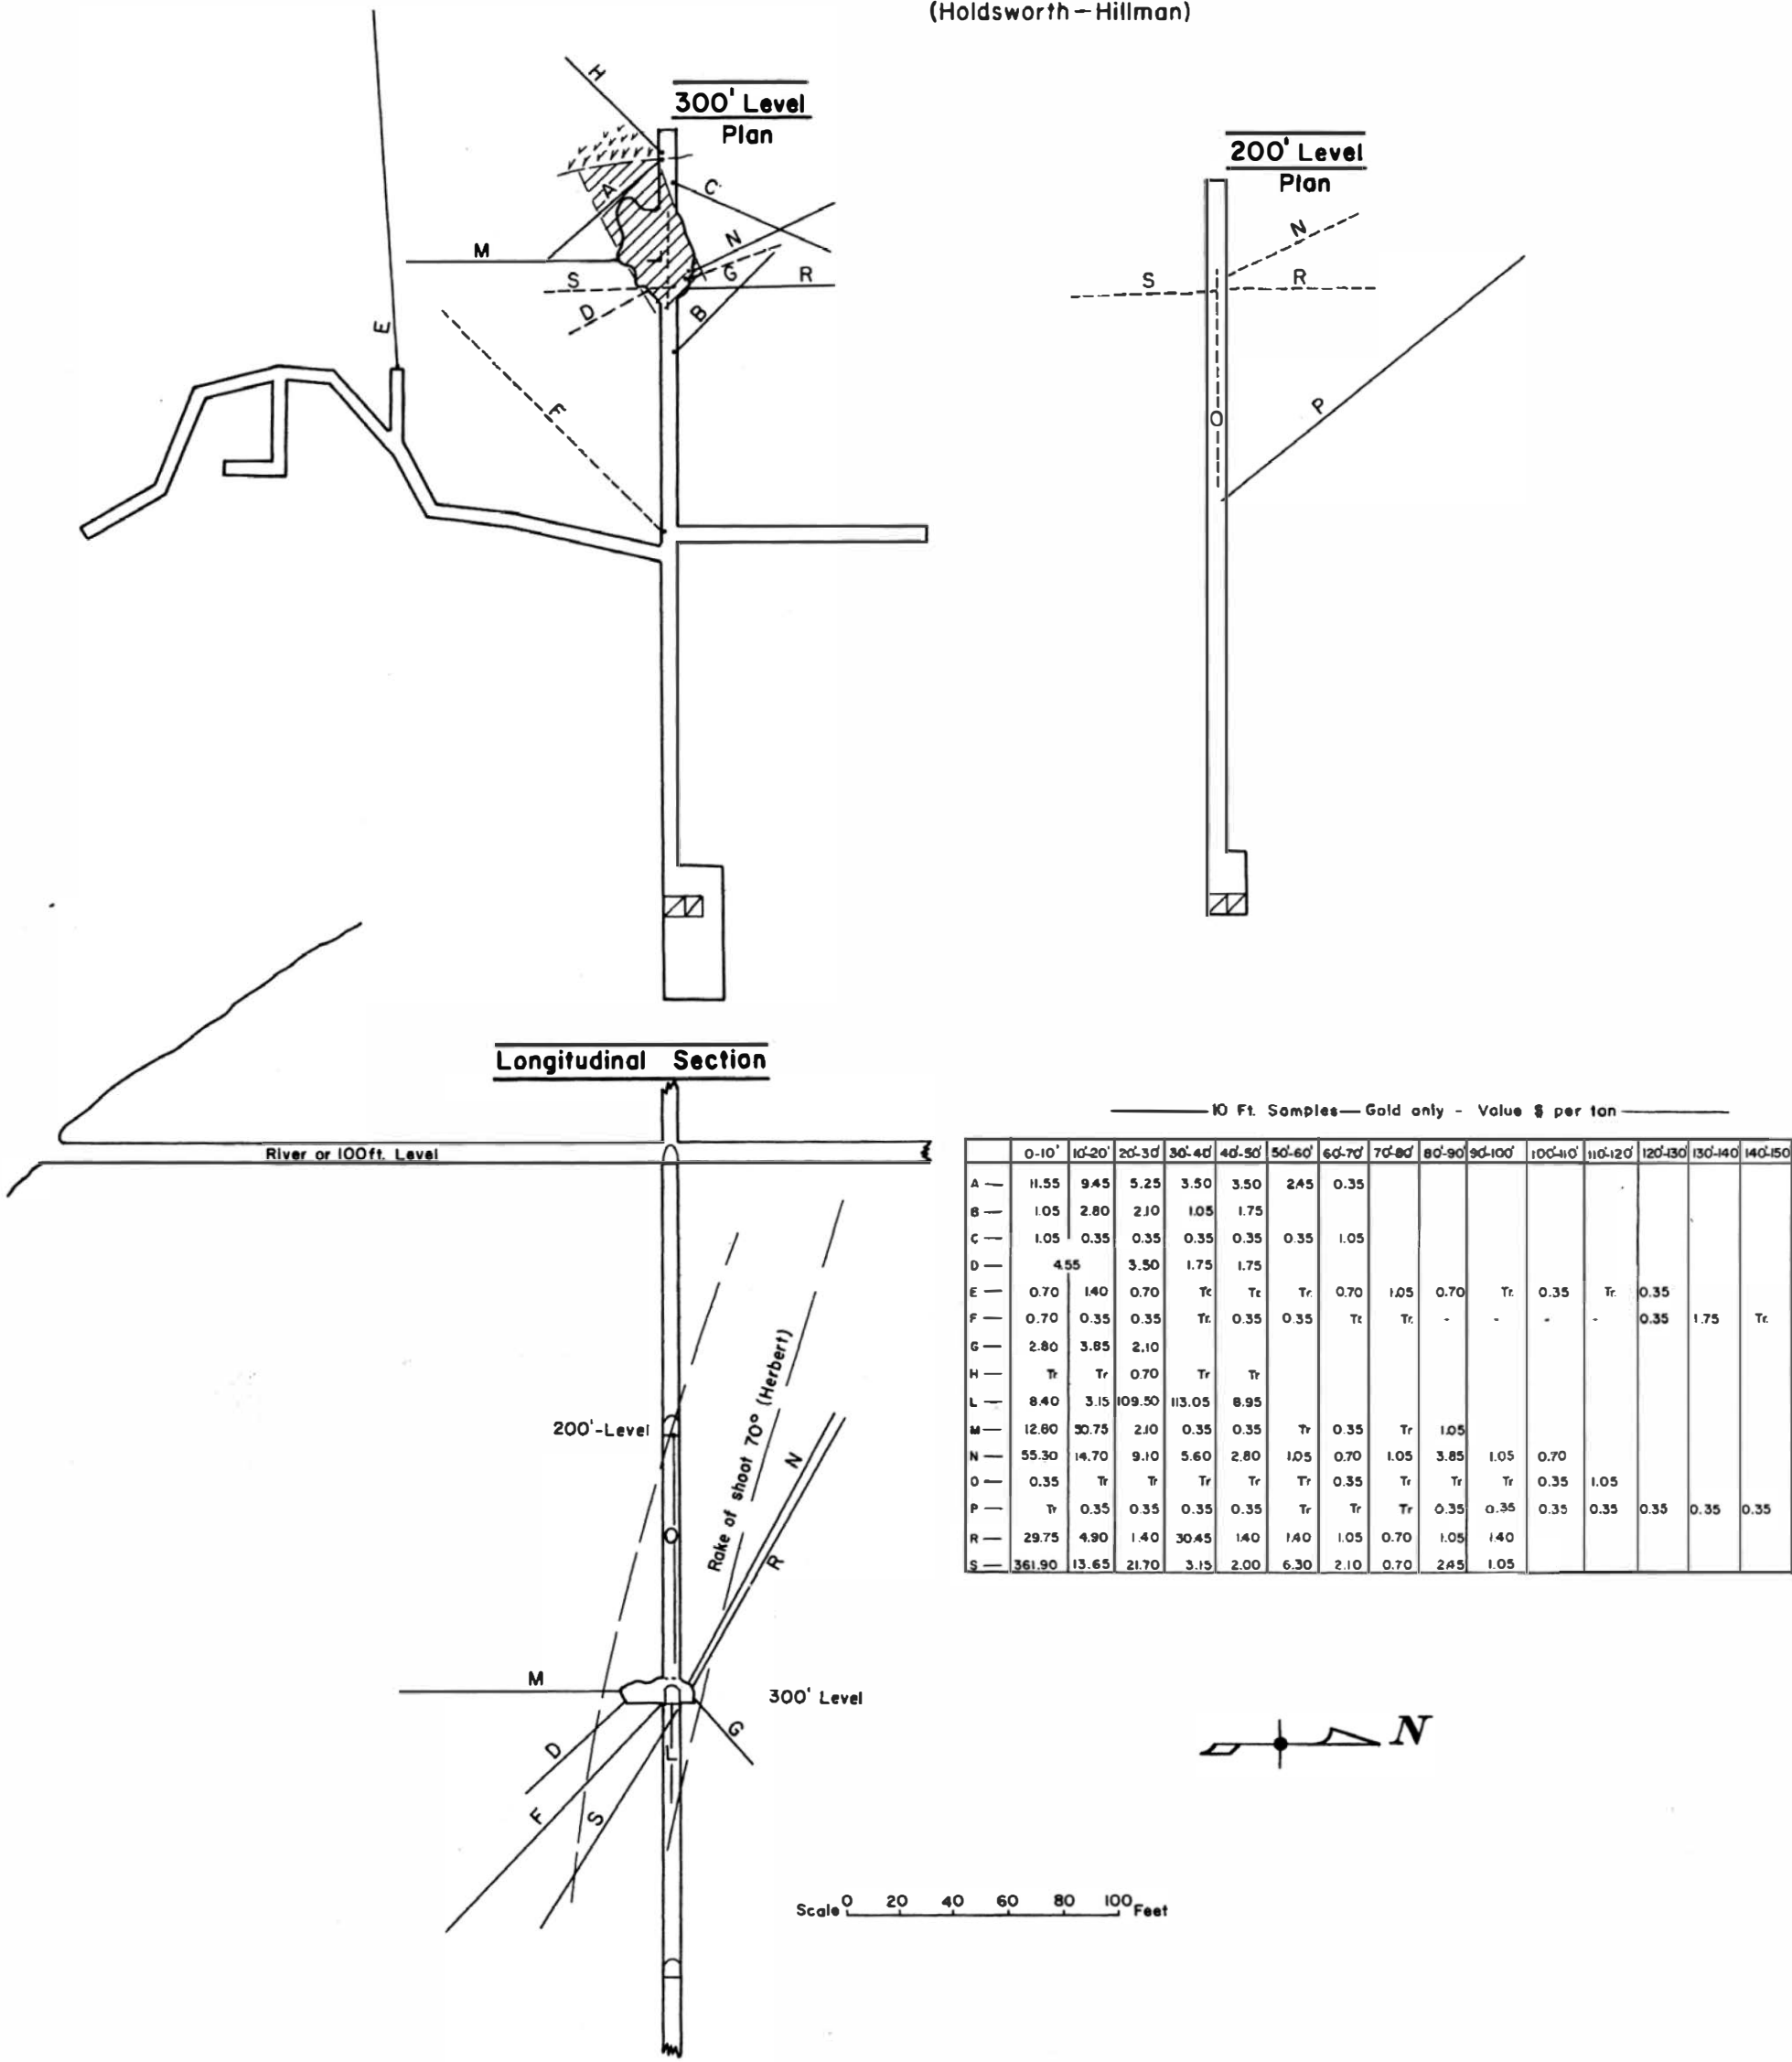 (Holdsworth-Hillman)
300' Level
Plan
H
A
C
M
N
G
R
S
D
B
E
F
200' Level
Plan
N
S
R
O
P
Longitudinal Section
River or 100ft. Level
200'-Level
Rake of shoot 70° (Herbert)
N
O
R
M
300' Level
G
D
L
F
S
10 Ft. Samples — Gold only - Value $ per ton
0-10' 10-20' 20-30' 30-40' 40-50' 50-60' 60-70' 70-80' 80-90' 90-100' 100-110' 110-120' 120-130' 130-140' 140-150
A — 11.55 9.45 5.25 3.50 3.50 2.45 0.35
B — 1.05 2.80 2.10 1.05 1.75
C — 1.05 0.35 0.35 0.35 0.35 0.35 1.05
D — 4.55 3.50 1.75 1.75
E — 0.70 1.40 0.70 Tr. Tr. Tr. 0.70 1.05 0.70 Tr. 0.35 Tr. 0.35
F — 0.70 0.35 0.35 Tr. 0.35 0.35 Tr. Tr. - - - - 0.35 1.75 Tr.
G — 2.80 3.85 2.10
H — Tr Tr 0.70 Tr Tr
L — 8.40 3.15 109.50 113.05 8.95
M — 12.60 50.75 2.10 0.35 0.35 Tr 0.35 Tr 1.05
N — 55.30 14.70 9.10 5.60 2.80 1.05 0.70 1.05 3.85 1.05 0.70
O — 0.35 Tr Tr Tr Tr Tr 0.35 Tr Tr Tr 0.35 1.05
P — Tr 0.35 0.35 0.35 0.35 Tr Tr Tr 0.35 0.35 0.35 0.35 0.35 0.35 0.35
R — 29.75 4.90 1.40 30.45 1.40 1.40 1.05 0.70 1.05 1.40
S — 361.90 13.65 21.70 3.15 2.00 6.30 2.10 0.70 2.45 1.05
N
Scale 0 20 40 60 80 100 Feet